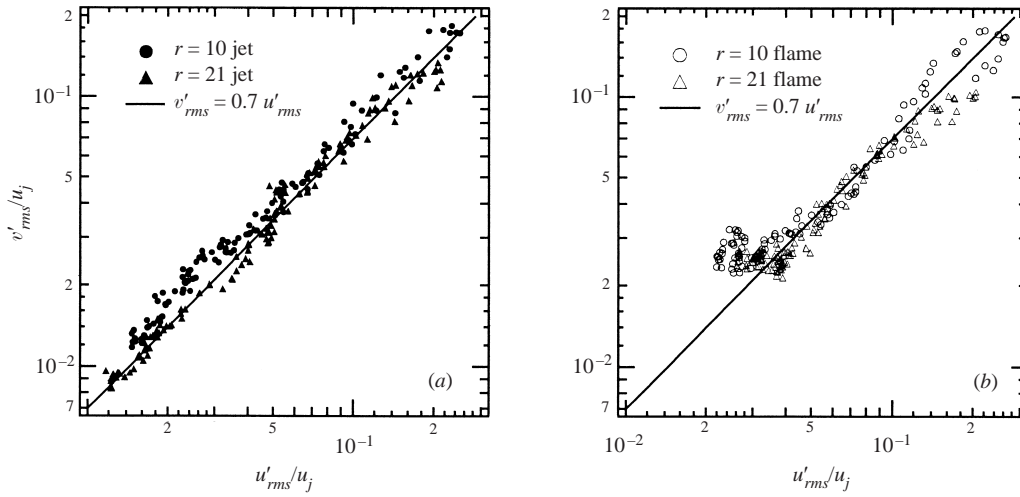 2
10⁻¹
5
2
10⁻²
7
v′rms/uj
r = 10 jet
r = 21 jet
v′rms = 0.7 u′rms
(a)
2
5
10⁻¹
2
u′rms/uj
2
10⁻¹
5
2
10⁻²
7
r = 10 flame
r = 21 flame
v′rms = 0.7 u′rms
(b)
10⁻²
2
5
10⁻¹
2
u′rms/uj